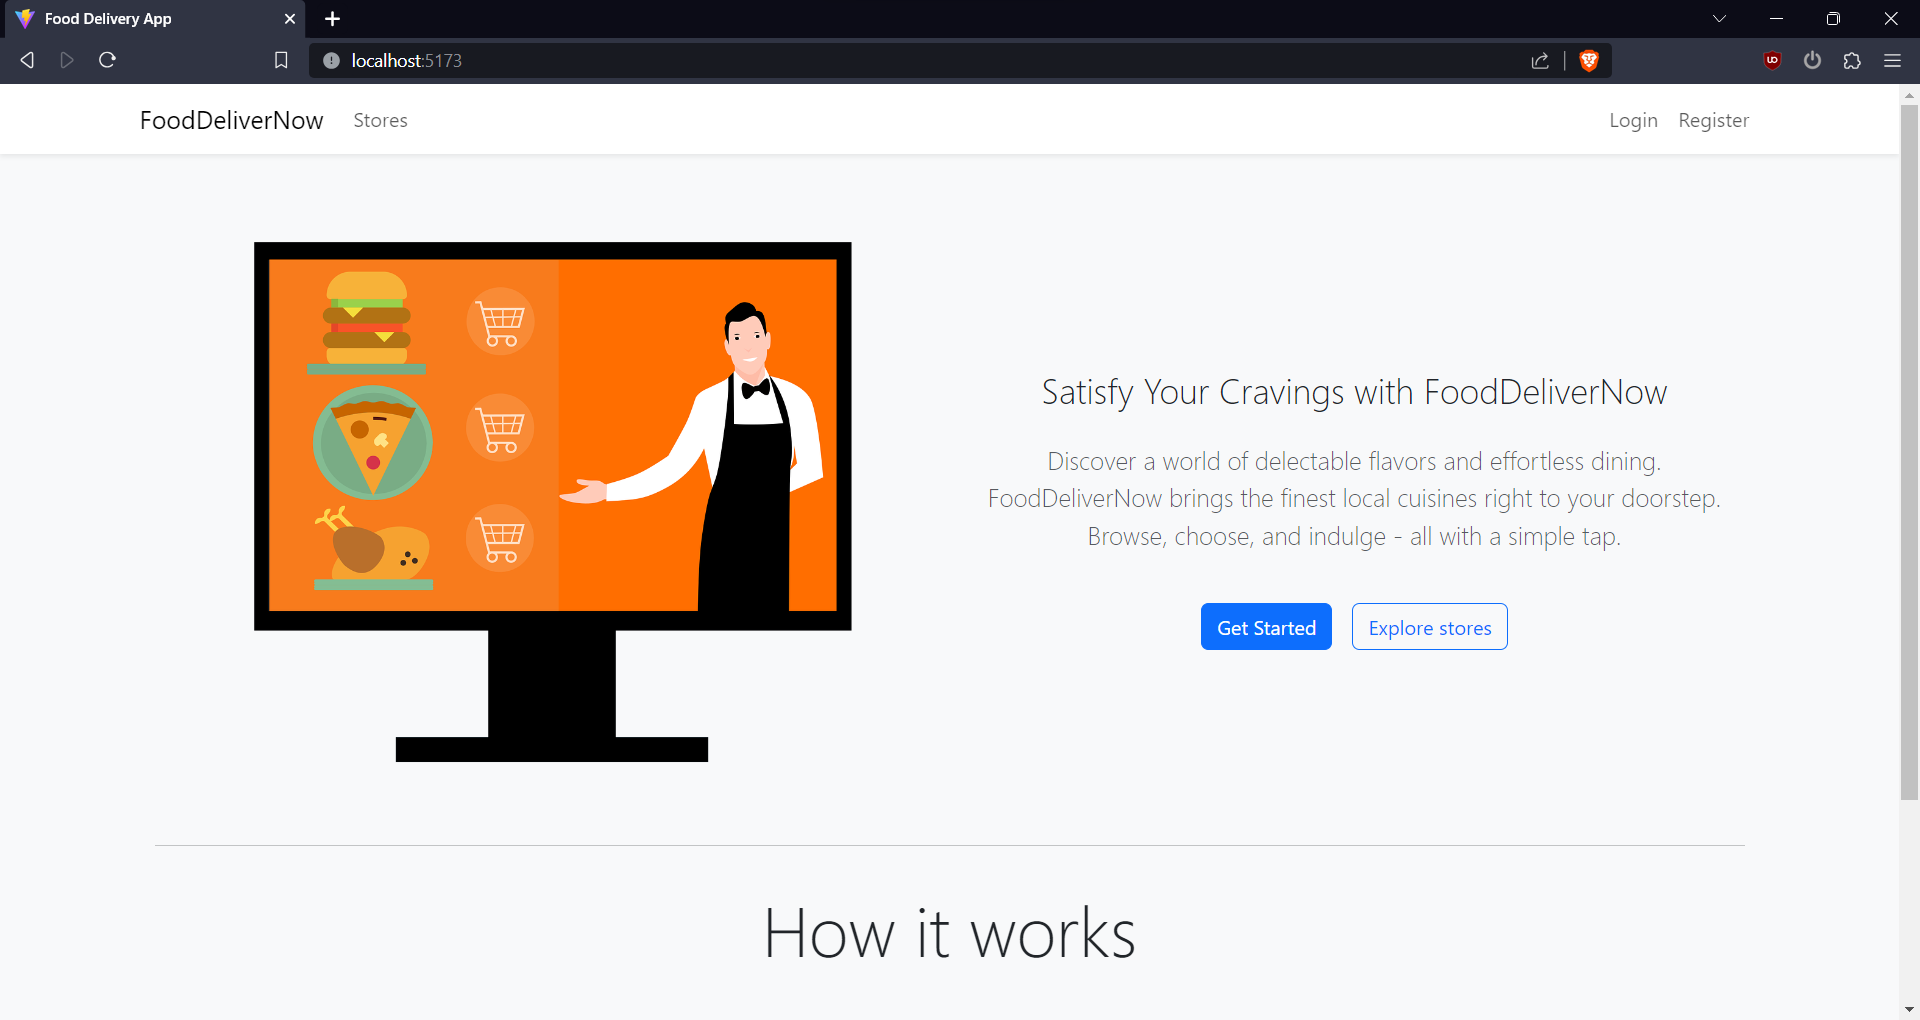 Food Delivery App
localhost:5173
FoodDeliverNow
Stores
Login
Register
Satisfy Your Cravings with FoodDeliverNow
Discover a world of delectable flavors and effortless dining.
FoodDeliverNow brings the finest local cuisines right to your doorstep.
Browse, choose, and indulge - all with a simple tap.
Get Started
Explore stores
How it works